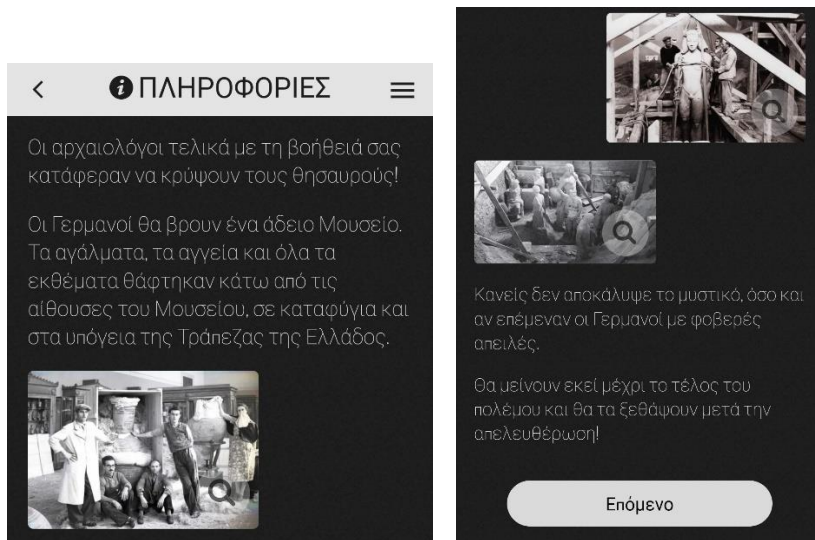 ΠΛΗΡΟΦΟΡΙΕΣ
Οι αρχαιολόγοι τελικά με τη βοήθειά σας
κατάφεραν να κρύψουν τους θησαυρούς!
Οι Γερμανοί θα βρουν ένα άδειο Μουσείο.
Τα αγάλματα, τα αγγεία και όλα τα
εκθέματα θάφτηκαν κάτω από τις
αίθουσες του Μουσείου, σε καταφύγια και
στα υπόγεια της Τράπεζας της Ελλάδος.
Κανείς δεν αποκάλυψε το μυστικό, όσο και
αν επέμεναν οι Γερμανοί με φοβερές
απειλές.
Θα μείνουν εκεί μέχρι το τέλος του
πολέμου και θα τα ξεθάψουν μετά την
απελευθέρωση!
Επόμενο